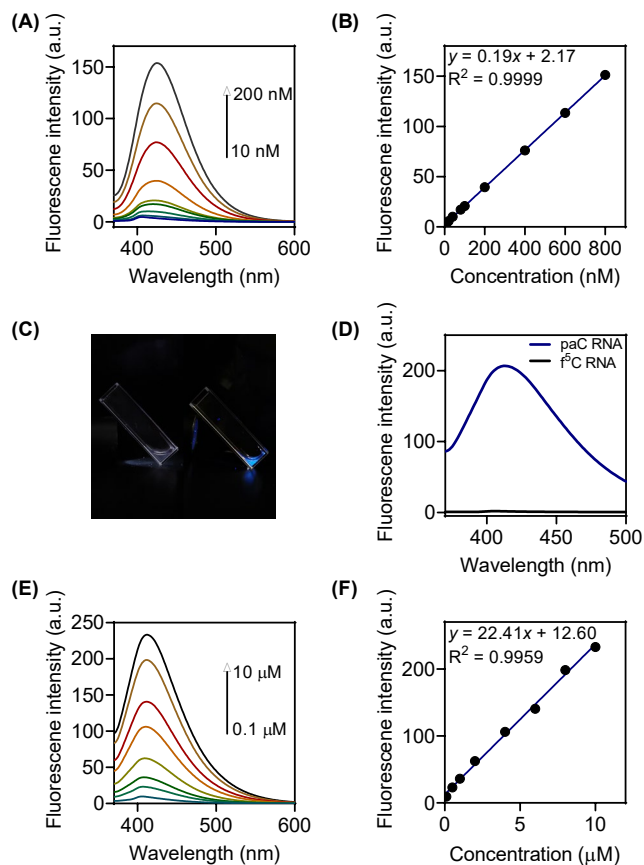 (A)
Fluorescene intensity (a.u.)
150
100
50
0
200 nM
10 nM
400
500
600
Wavelength (nm)
(B)
Fluorescene intensity (a.u.)
y = 0.19x + 2.17
R² = 0.9999
150
100
50
0
0 200 400 600 800
Concentration (nM)
(C)
(D)
Fluorescene intensity (a.u.)
paC RNA
f⁵C RNA
200
100
0
400 450 500
Wavelength (nm)
(E)
Fluorescene intensity (a.u.)
250
200
150
100
50
0
10 μM
0.1 μM
400 500 600
Wavelength (nm)
(F)
Fluorescene intensity (a.u.)
y = 22.41x + 12.60
R² = 0.9959
200
100
0
0 5 10
Concentration (μM)